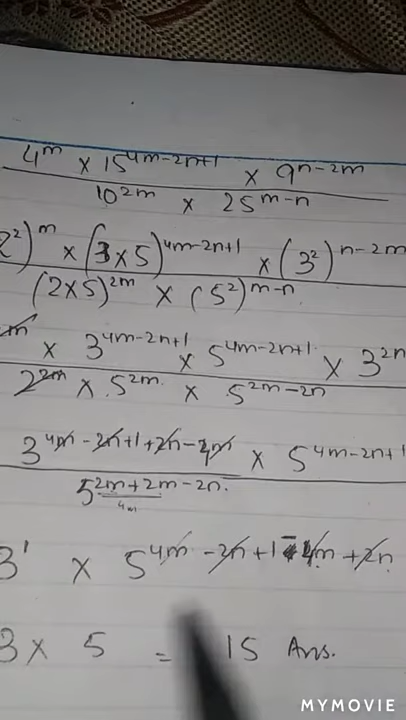 4^m × 15^(4m-2n+1) × 9^(n-2m)
10^(2m) × 25^(m-n)
2²)^m × (3×5)^(4m-2n+1) × (3²)^(n-2m)
(2×5)^(2m) × (5²)^(m-n)
m × 3^(4m-2n+1) × 5^(4m-2n+1) × 3^(2n
2^(2m) × 5^(2m) × 5^(2m-2n)
3^(4m-2n+1+2n-4m) × 5^(4m-2n+1
5^(2m+2m-2n)
4m
3^1 × 5^(4m-2n+1-4m+2n)
3 × 5 = 15 Ans.
MYMOVIE